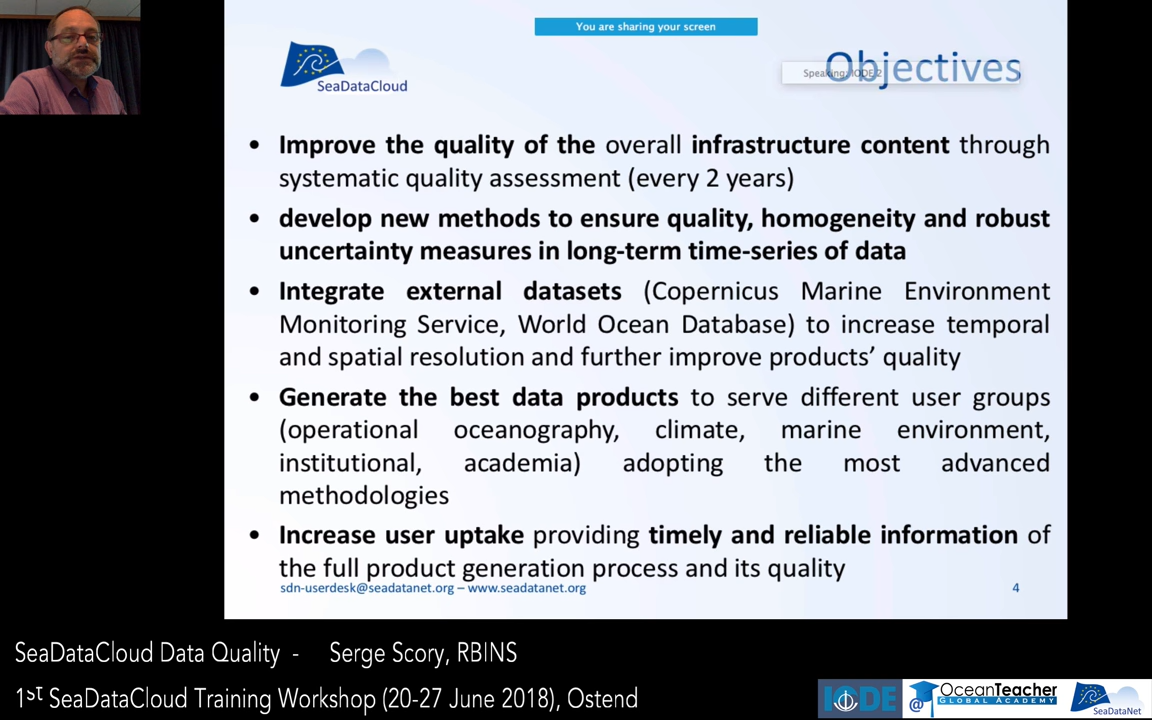 You are sharing your screen
SeaDataCloud
Objectives
Speaking: IODE 2
• Improve the quality of the overall infrastructure content through
systematic quality assessment (every 2 years)
• develop new methods to ensure quality, homogeneity and robust
uncertainty measures in long-term time-series of data
• Integrate external datasets (Copernicus Marine Environment
Monitoring Service, World Ocean Database) to increase temporal
and spatial resolution and further improve products’ quality
• Generate the best data products to serve different user groups
(operational oceanography, climate, marine environment,
institutional, academia) adopting the most advanced
methodologies
• Increase user uptake providing timely and reliable information of
the full product generation process and its quality
sdn-userdesk@seadatanet.org – www.seadatanet.org
4
SeaDataCloud Data Quality - Serge Scory, RBINS
1st SeaDataCloud Training Workshop (20-27 June 2018), Ostend
IODE
@
OceanTeacher
GLOBAL ACADEMY
SeaDataNet